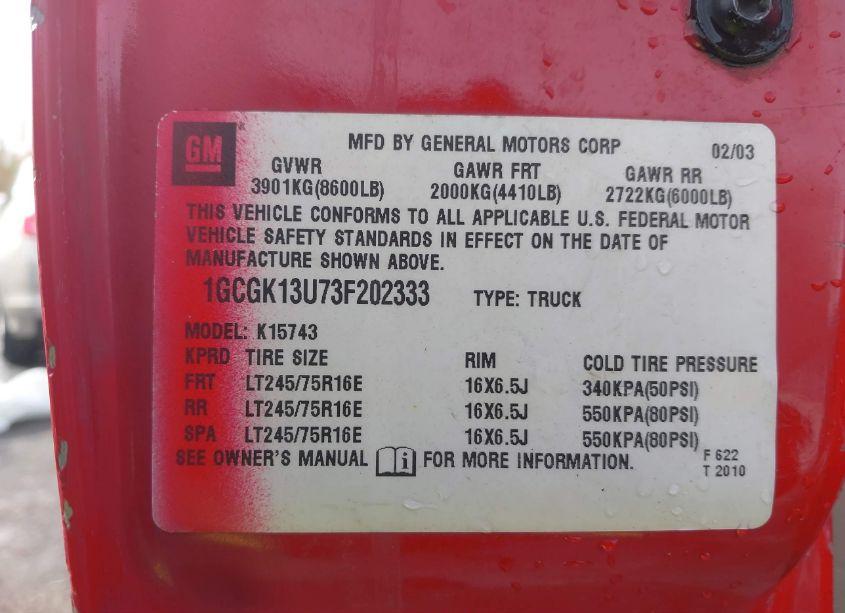 GM
MFD BY GENERAL MOTORS CORP 02/03
GVWR GAWR FRT GAWR RR
3901KG(8600LB) 2000KG(4410LB) 2722KG(6000LB)
THIS VEHICLE CONFORMS TO ALL APPLICABLE U.S. FEDERAL MOTOR
VEHICLE SAFETY STANDARDS IN EFFECT ON THE DATE OF
MANUFACTURE SHOWN ABOVE.
1GCGK13U73F202333 TYPE: TRUCK
MODEL: K15743
KPRD TIRE SIZE RIM COLD TIRE PRESSURE
FRT LT245/75R16E 16X6.5J 340KPA(50PSI)
RR LT245/75R16E 16X6.5J 550KPA(80PSI)
SPA LT245/75R16E 16X6.5J 550KPA(80PSI)
SEE OWNER'S MANUAL i FOR MORE INFORMATION.
F 622
T 2010